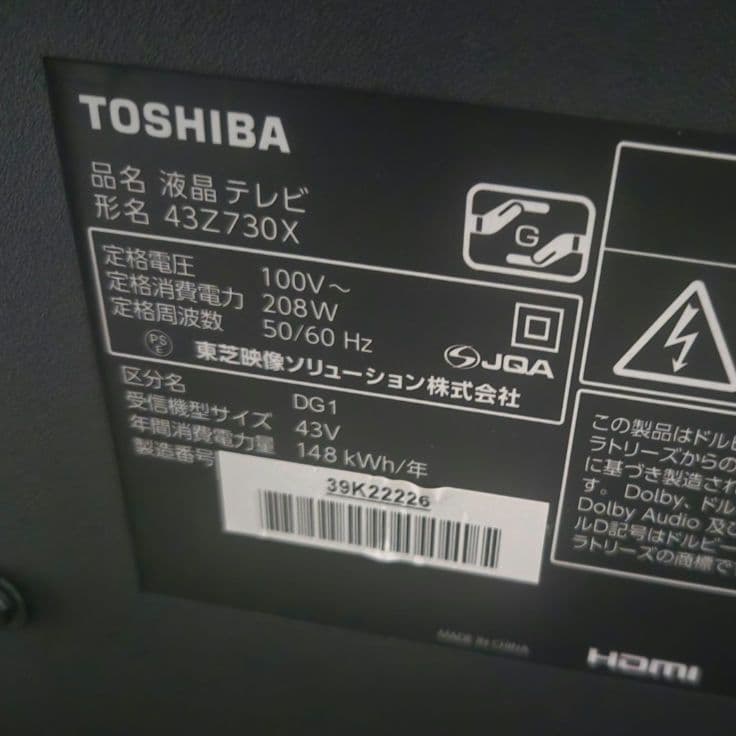 TOSHIBA
品名 液晶テレビ
形名 43Z730X
G
定格電圧 100V～
定格消費電力 208W
定格周波数 50/60 Hz
PS
E
東芝映像ソリューション株式会社
JQA
区分名 DG1
受信機型サイズ 43V
年間消費電力量 148 kWh/年
製造番号
39K22226
この製品はドルビ
ラトリーズからの
に基づき製造され
す。 Dolby、ドル
Dolby Audio 及び
ルD記号はドルビー
ラトリーズの商標で
MADE IN CHINA
HDMI